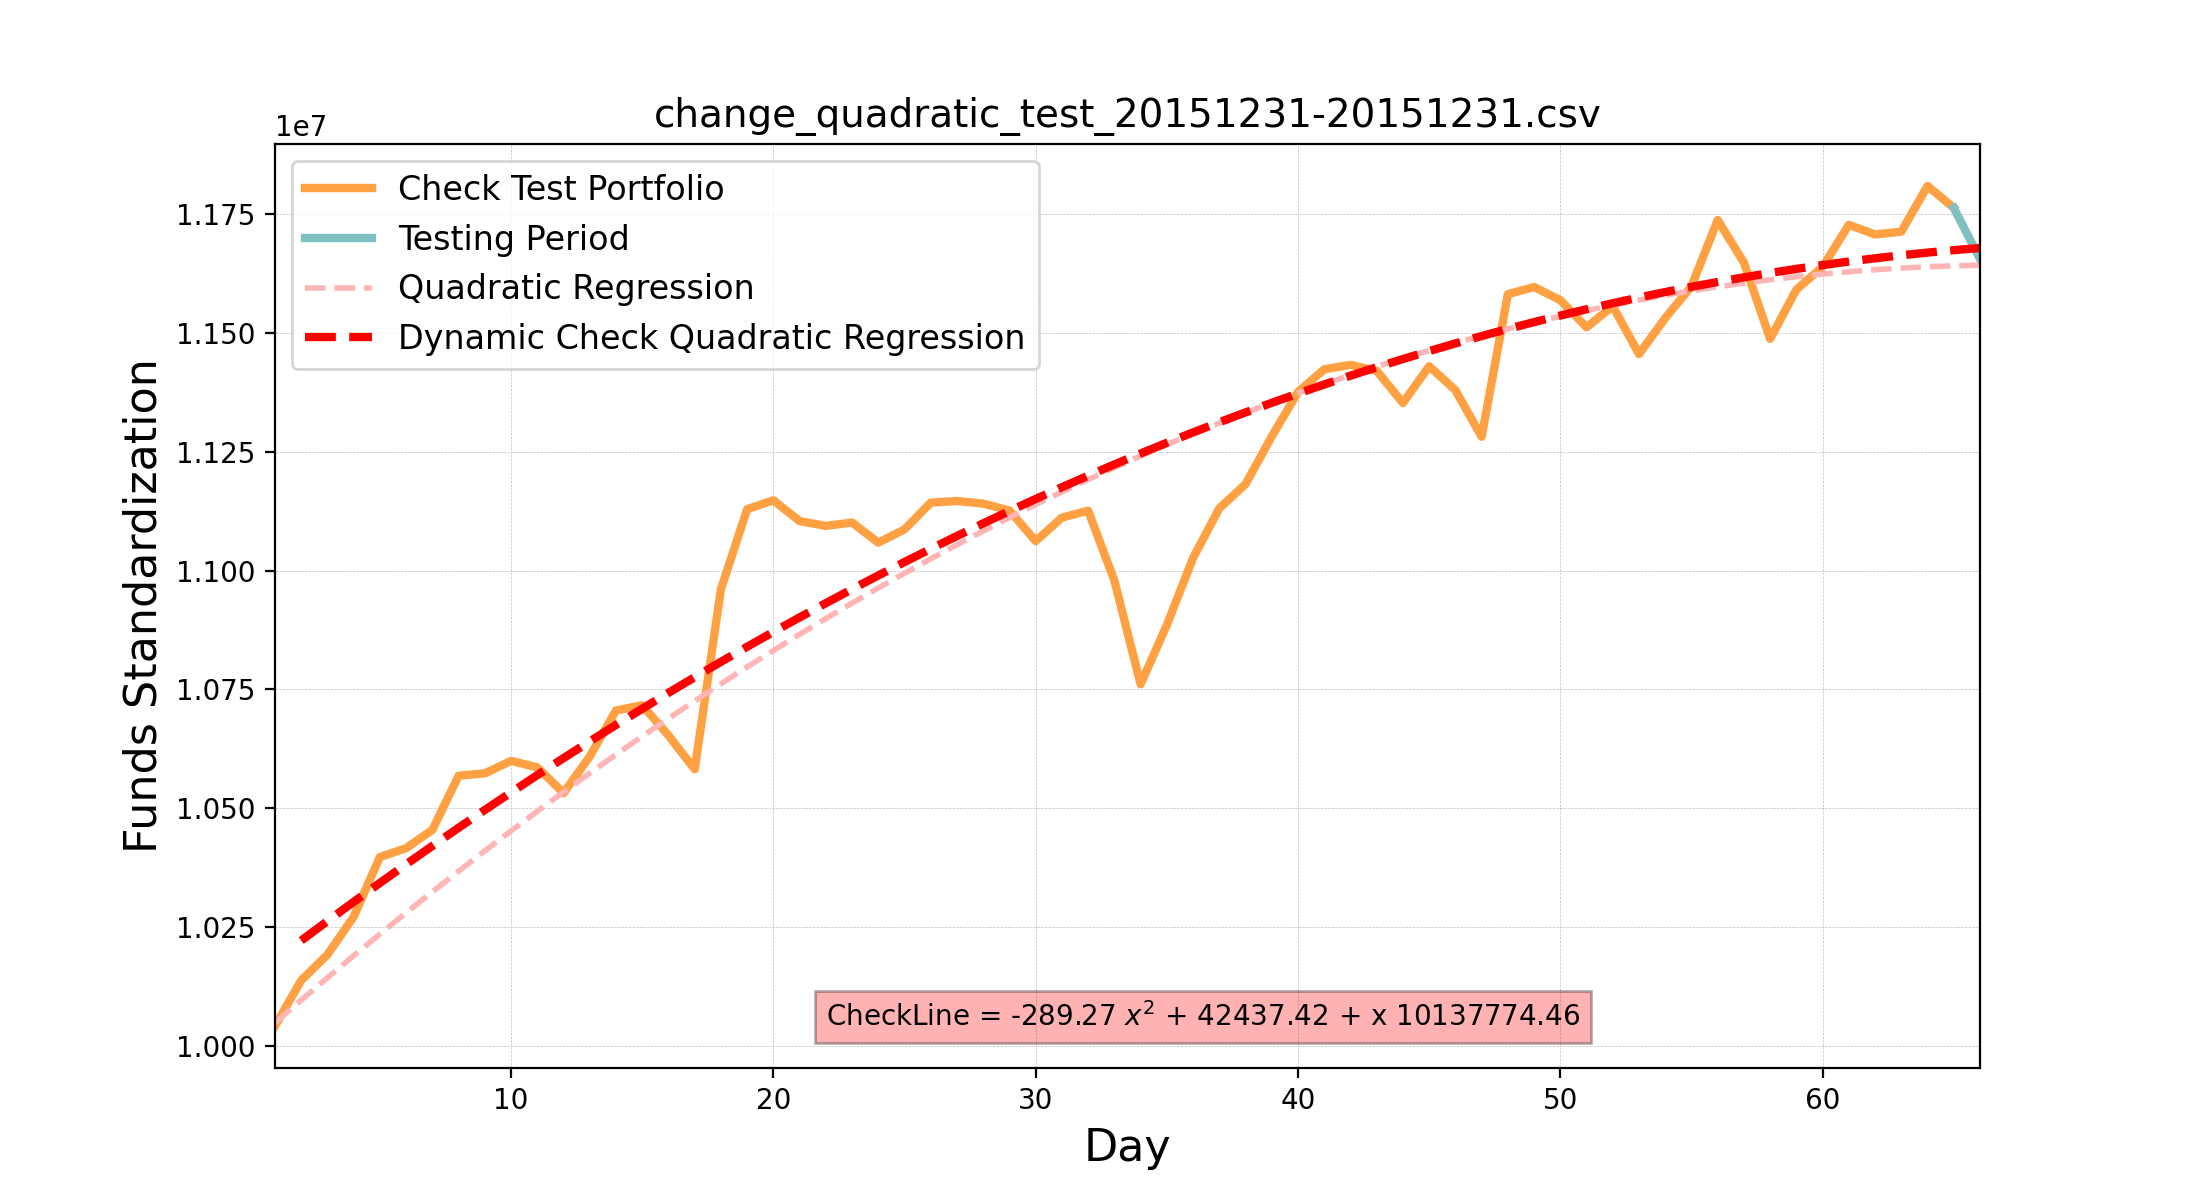 change_quadratic_test_20151231-20151231.csv
1e7
Check Test Portfolio
Testing Period
Quadratic Regression
Dynamic Check Quadratic Regression
1.175
1.150
1.125
1.100
1.075
1.050
1.025
1.000
Funds Standardization
CheckLine = -289.27 x² + 42437.42 + x 10137774.46
10 20 30 40 50 60
Day